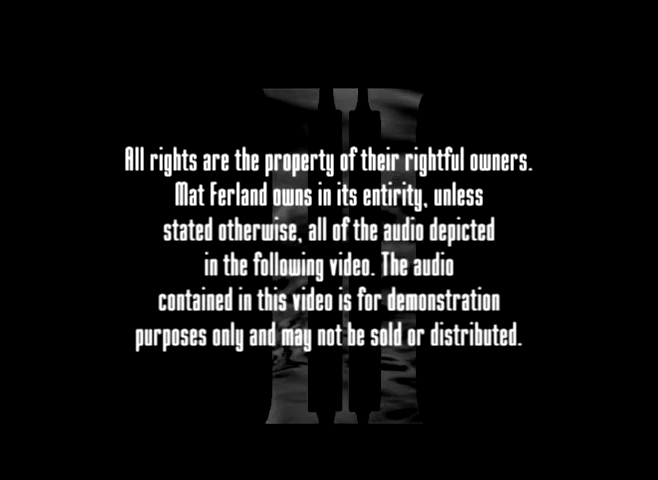 All rights are the property of their rightful owners.
Mat Ferland owns in its entirity, unless
stated otherwise, all of the audio depicted
in the following video. The audio
contained in this video is for demonstration
purposes only and may not be sold or distributed.